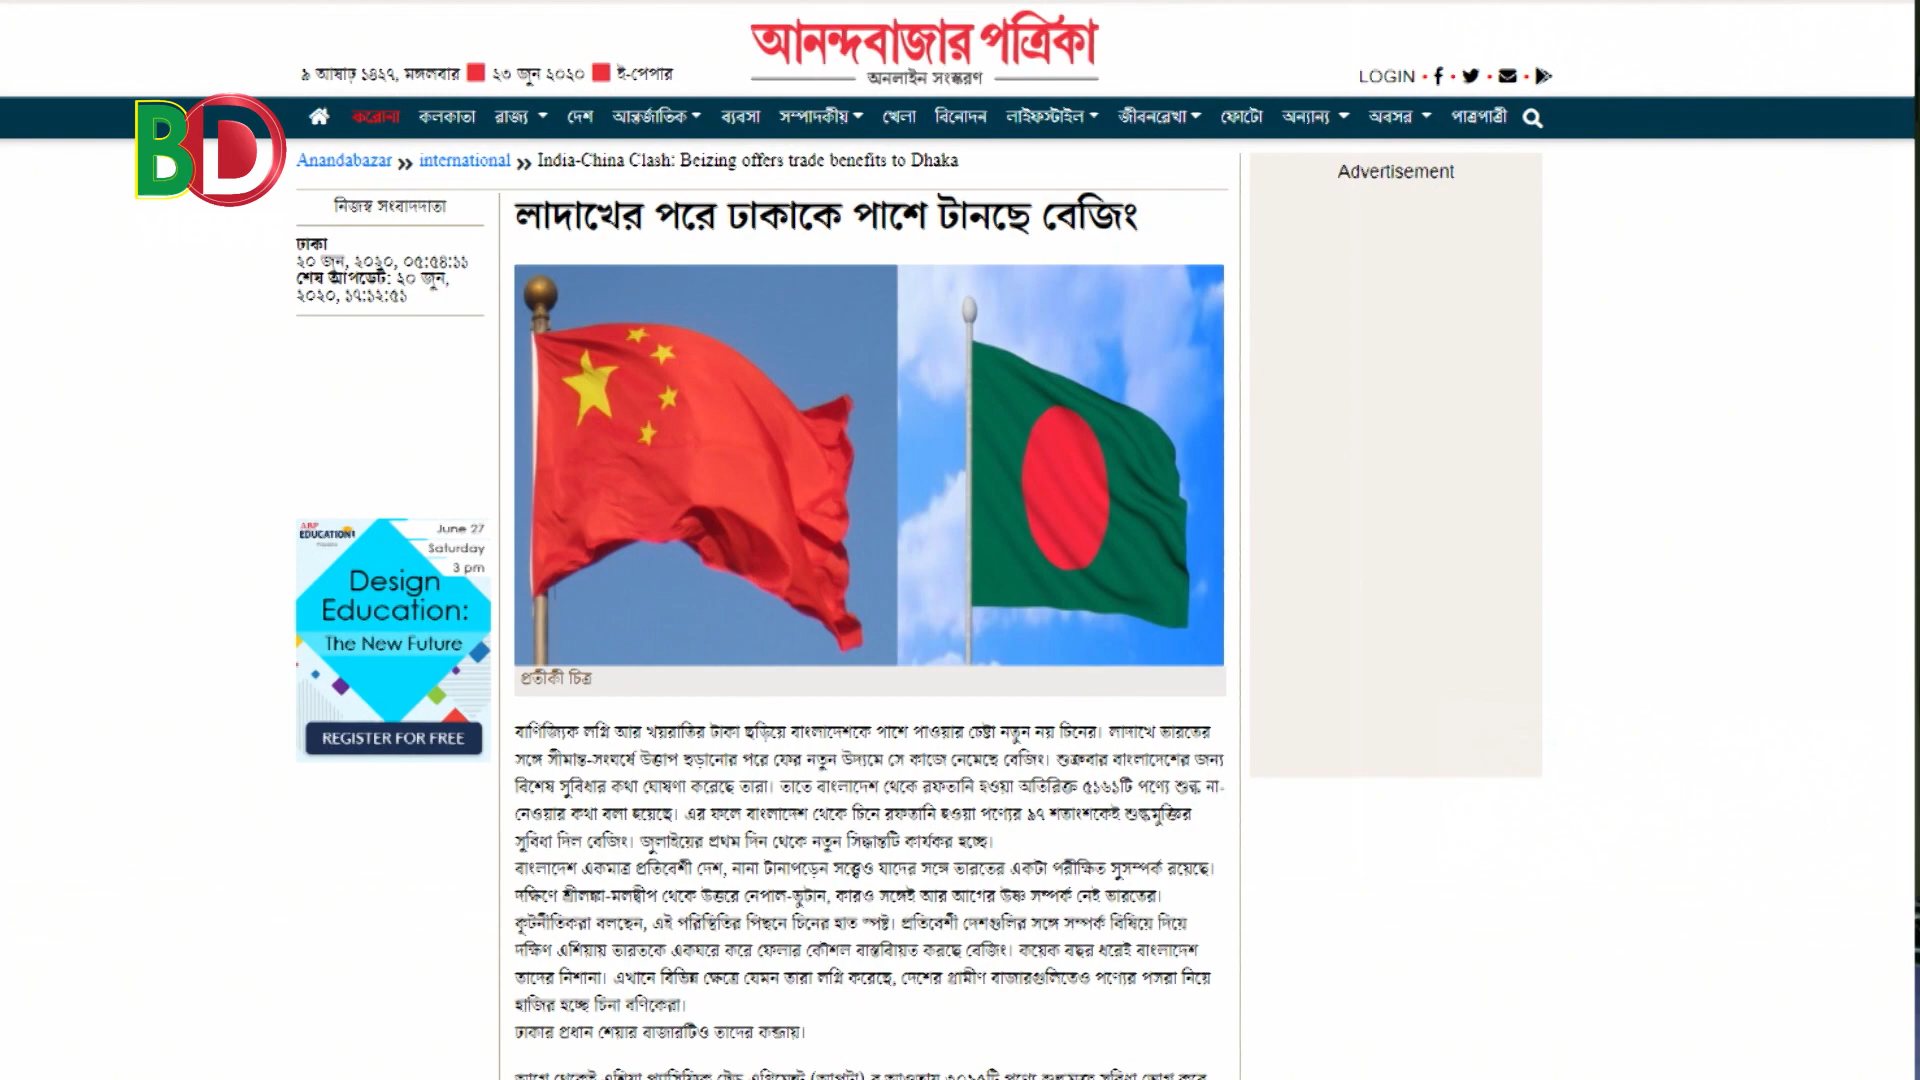 আনন্দবাজার পত্রিকা
অনলাইন সংস্করণ
৯ আষাঢ় ১৪২৭, মঙ্গলবার ২৩ জুন ২০২০ ই-পেপার
LOGIN
BD
করোনা কলকাতা রাজ্য দেশ আন্তর্জাতিক ব্যবসা সম্পাদকীয় খেলা বিনোদন লাইফস্টাইল জীবনরেখা ফোটো অন্যান্য অবসর পাত্রপাত্রী
Anandabazar >> international >> India-China Clash: Beizing offers trade benefits to Dhaka
Advertisement
নিজস্ব সংবাদদাতা
ঢাকা
২০ জুন, ২০২০, ০৫:৫৪:১১
শেষ আপডেট: ২০ জুন,
২০২০, ১৭:১২:৫১
লাদাখের পরে ঢাকাকে পাশে টানছে বেজিং
প্রতীকী চিত্র
ABP
EDUCATION
June 27
Saturday
3 pm
Design
Education:
The New Future
REGISTER FOR FREE
বাণিজ্যিক লগ্নি আর খয়রাতির টাকা ছড়িয়ে বাংলাদেশকে পাশে পাওয়ার চেষ্টা নতুন নয় চিনের। লাদাখে ভারতের
সঙ্গে সীমান্ত-সংঘর্ষে উত্তাপ ছড়ানোর পরে ফের নতুন উদ্যমে সে কাজে নেমেছে বেজিং। শুক্রবার বাংলাদেশের জন্য
বিশেষ সুবিধার কথা ঘোষণা করেছে তারা। তাতে বাংলাদেশ থেকে রফতানি হওয়া অতিরিক্ত ৫১৬১টি পণ্যে শুল্ক না-
নেওয়ার কথা বলা হয়েছে। এর ফলে বাংলাদেশ থেকে চিনে রফতানি হওয়া পণ্যের ৯৭ শতাংশকেই শুল্কমুক্তির
সুবিধা দিল বেজিং। জুলাইয়ের প্রথম দিন থেকে নতুন সিদ্ধান্তটি কার্যকর হচ্ছে।
বাংলাদেশ একমাত্র প্রতিবেশী দেশ, নানা টানাপড়েন সত্ত্বেও যাদের সঙ্গে ভারতের একটা পরীক্ষিত সুসম্পর্ক রয়েছে।
দক্ষিণে শ্রীলঙ্কা-মলদ্বীপ থেকে উত্তরে নেপাল-ভুটান, কারও সঙ্গেই আর আগের উষ্ণ সম্পর্ক নেই ভারতের।
কূটনীতিকরা বলছেন, এই পরিস্থিতির পিছনে চিনের হাত স্পষ্ট। প্রতিবেশী দেশগুলির সঙ্গে সম্পর্ক বিষিয়ে দিয়ে
দক্ষিণ এশিয়ায় ভারতকে একঘরে করে ফেলার কৌশল বাস্তবায়িত করছে বেজিং। কয়েক বছর ধরেই বাংলাদেশ
তাদের নিশানা। এখানে বিভিন্ন ক্ষেত্রে যেমন তারা লগ্নি করেছে, দেশের গ্রামীণ বাজারগুলিতেও পণ্যের পসরা নিয়ে
হাজির হচ্ছে চিনা বণিকেরা।
ঢাকার প্রধান শেয়ার বাজারটিও তাদের কব্জায়।